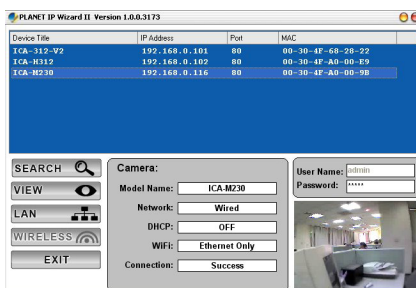 PLANET IP Wizard II Version 1.0.0.3173
Device Title IP Address Port MAC
ICA-312-V2 192.168.0.101 80 00-30-4F-68-28-22
ICA-H312 192.168.0.102 80 00-30-4F-A0-00-E9
ICA-M230 192.168.0.116 80 00-30-4F-A0-00-9B
SEARCH
VIEW
LAN
WIRELESS
EXIT
Camera:
Model Name: ICA-M230
Network: Wired
DHCP: OFF
WiFi: Ethernet Only
Connection: Success
User Name: admin
Password: *****